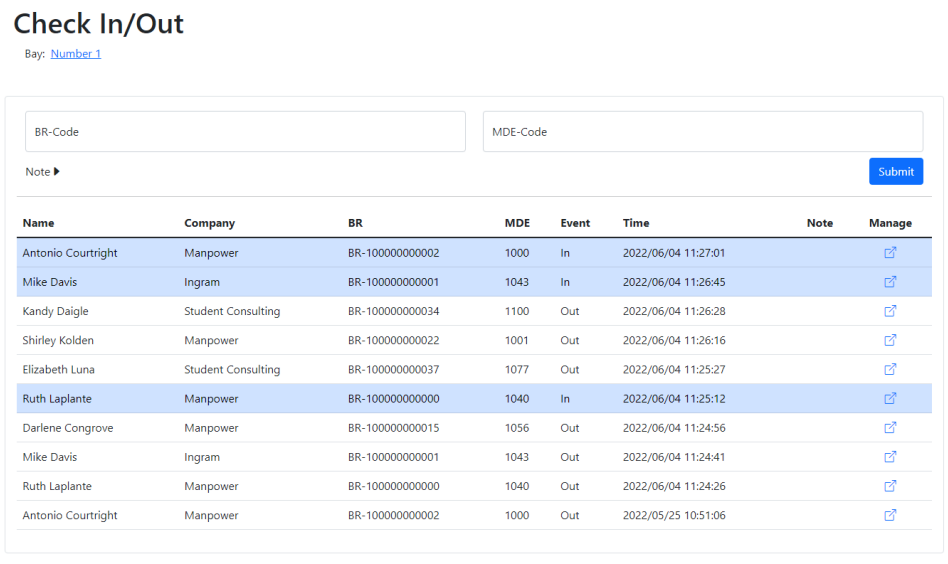 Check In/Out
Bay: Number 1
BR-Code MDE-Code
Note Submit
Name Company BR MDE Event Time Note Manage
Antonio Courtright Manpower BR-100000000002 1000 In 2022/06/04 11:27:01
Mike Davis Ingram BR-100000000001 1043 In 2022/06/04 11:26:45
Kandy Daigle Student Consulting BR-100000000034 1100 Out 2022/06/04 11:26:28
Shirley Kolden Manpower BR-100000000022 1001 Out 2022/06/04 11:26:16
Elizabeth Luna Student Consulting BR-100000000037 1077 Out 2022/06/04 11:25:27
Ruth Laplante Manpower BR-100000000000 1040 In 2022/06/04 11:25:12
Darlene Congrove Manpower BR-100000000015 1056 Out 2022/06/04 11:24:56
Mike Davis Ingram BR-100000000001 1043 Out 2022/06/04 11:24:41
Ruth Laplante Manpower BR-100000000000 1040 Out 2022/06/04 11:24:26
Antonio Courtright Manpower BR-100000000002 1000 Out 2022/05/25 10:51:06